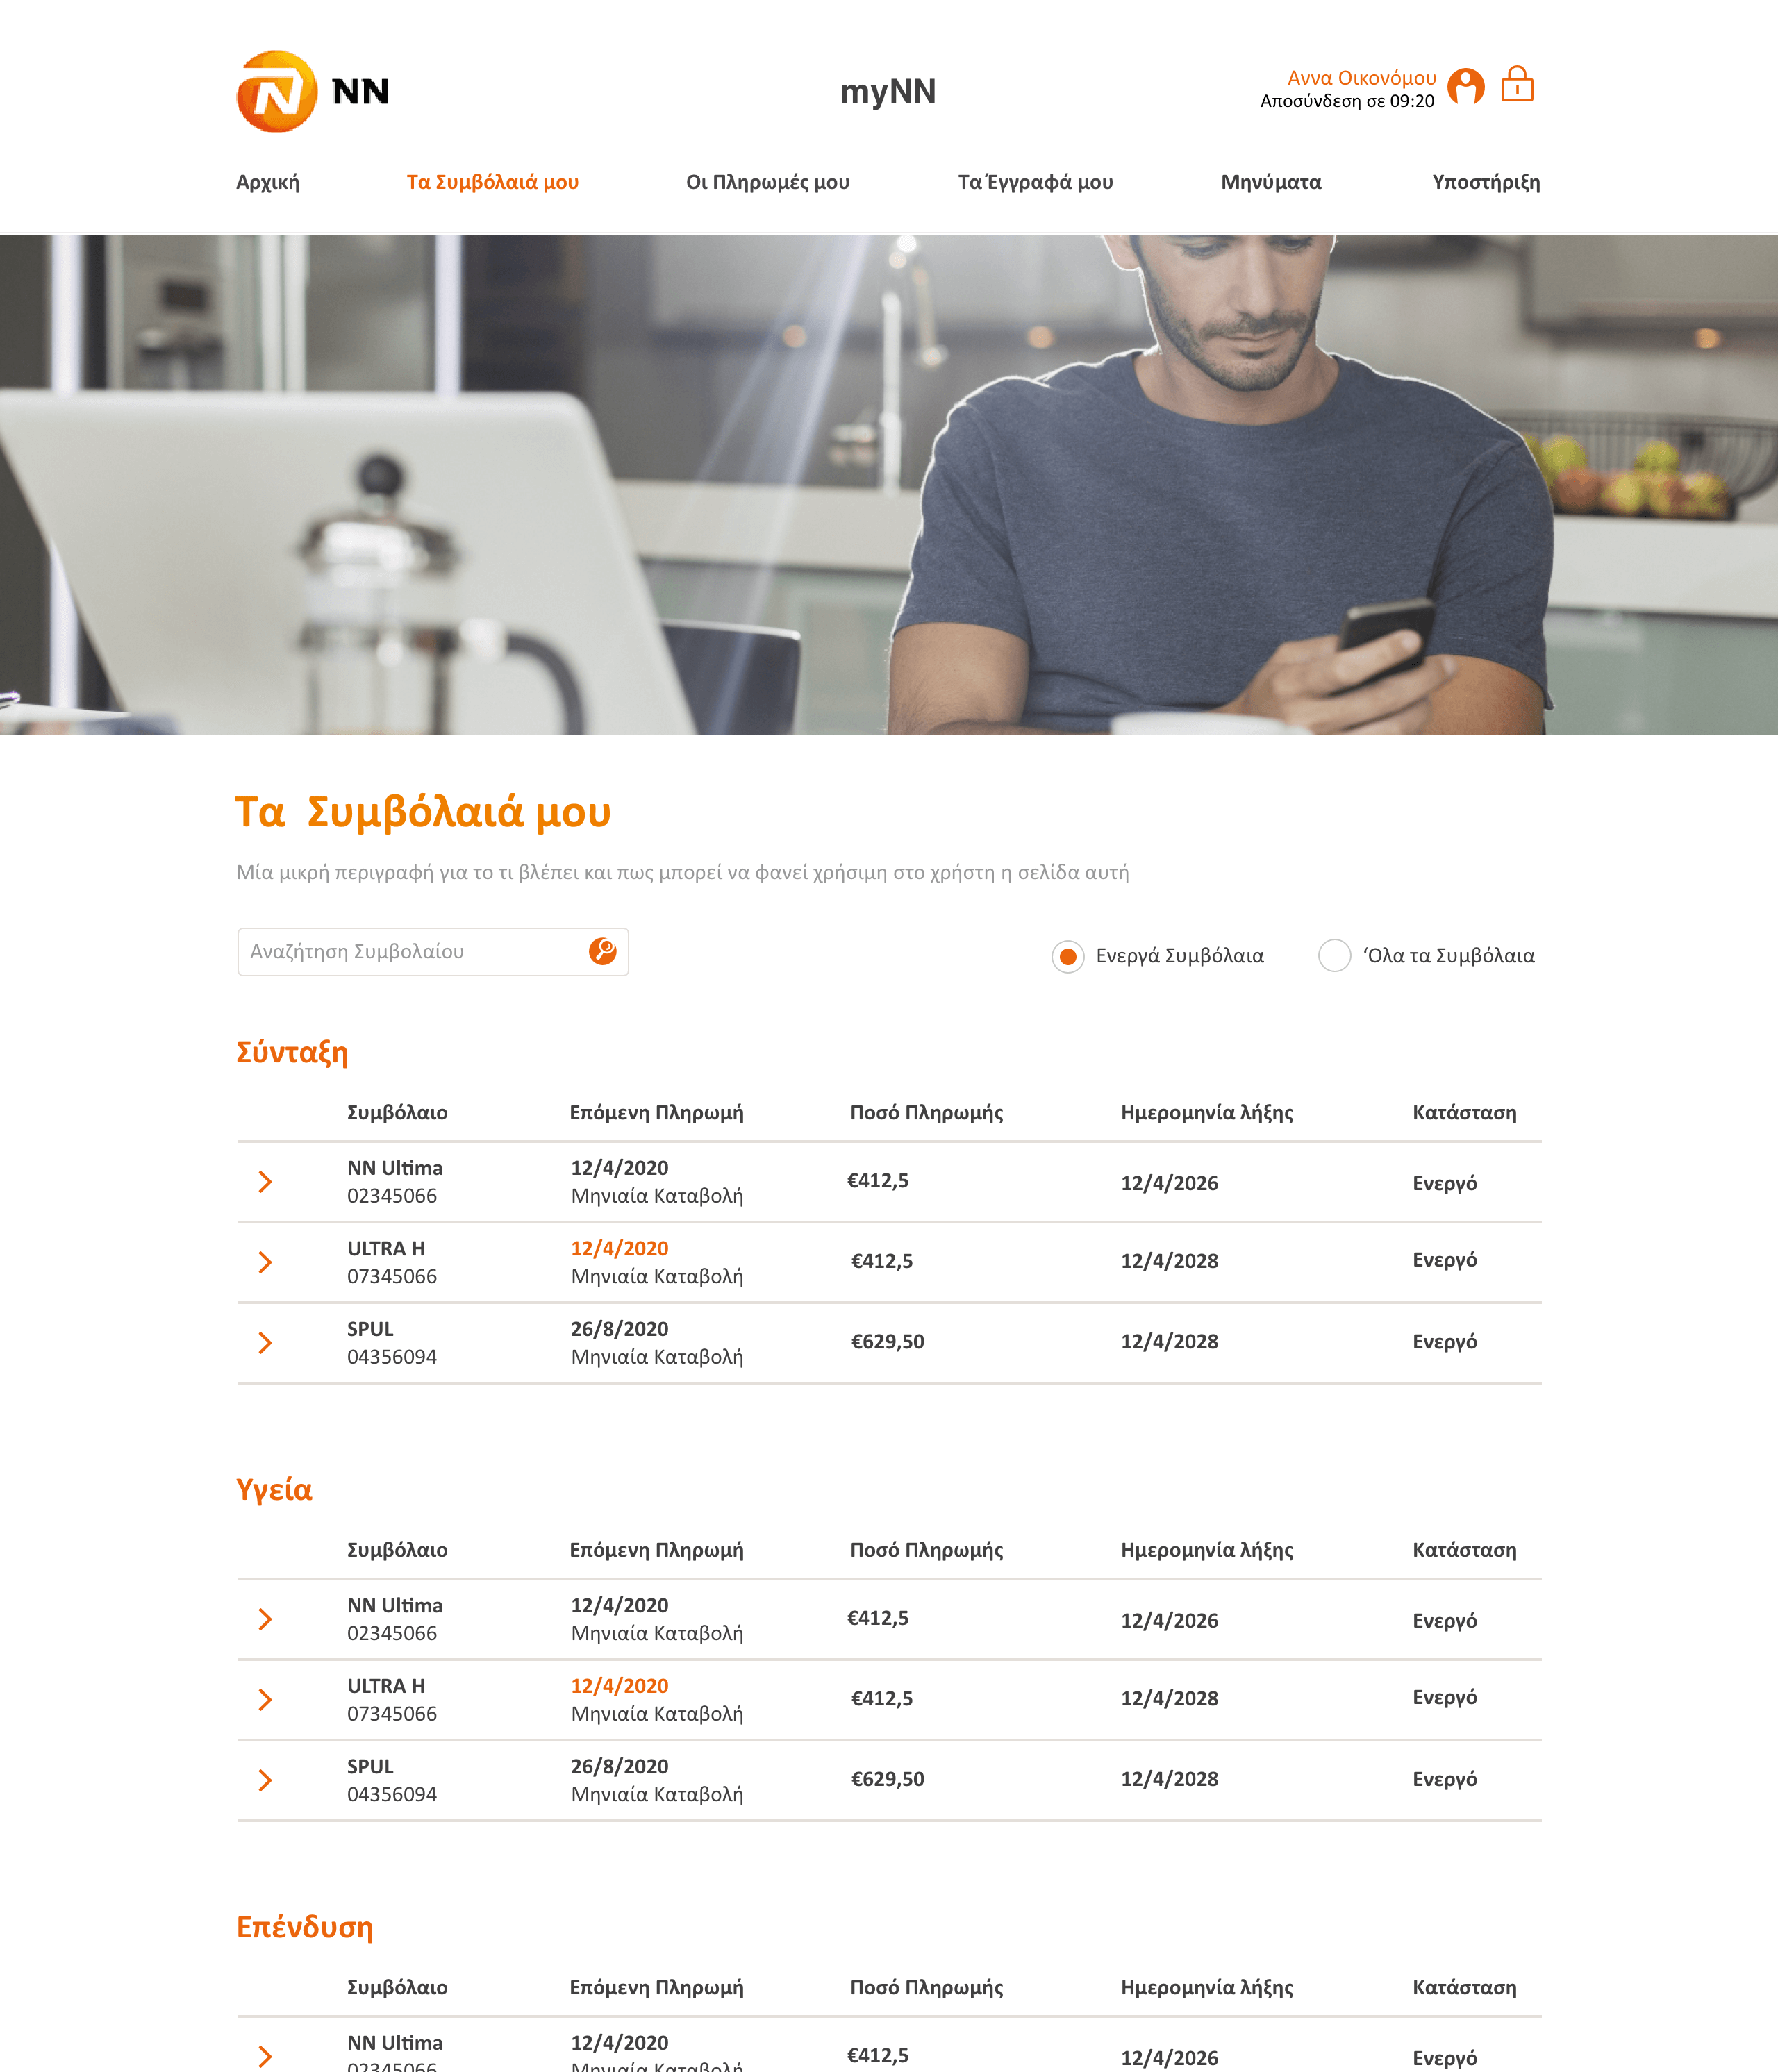 NN
myNN
Αννα Οικονόμου
Αποσύνδεση σε 09:20
Αρχική Τα Συμβόλαιά μου Οι Πληρωμές μου Τα Έγγραφά μου Μηνύματα Υποστήριξη
Τα Συμβόλαιά μου
Μία μικρή περιγραφή για το τι βλέπει και πως μπορεί να φανεί χρήσιμη στο χρήστη η σελίδα αυτή
Αναζήτηση Συμβολαίου Ενεργά Συμβόλαια ‘Ολα τα Συμβόλαια
Σύνταξη
Συμβόλαιο Επόμενη Πληρωμή Ποσό Πληρωμής Ημερομηνία λήξης Κατάσταση
NN Ultima 12/4/2020 €412,5 12/4/2026 Ενεργό
02345066 Μηνιαία Καταβολή
ULTRA H 12/4/2020 €412,5 12/4/2028 Ενεργό
07345066 Μηνιαία Καταβολή
SPUL 26/8/2020 €629,50 12/4/2028 Ενεργό
04356094 Μηνιαία Καταβολή
Υγεία
Συμβόλαιο Επόμενη Πληρωμή Ποσό Πληρωμής Ημερομηνία λήξης Κατάσταση
NN Ultima 12/4/2020 €412,5 12/4/2026 Ενεργό
02345066 Μηνιαία Καταβολή
ULTRA H 12/4/2020 €412,5 12/4/2028 Ενεργό
07345066 Μηνιαία Καταβολή
SPUL 26/8/2020 €629,50 12/4/2028 Ενεργό
04356094 Μηνιαία Καταβολή
Επένδυση
Συμβόλαιο Επόμενη Πληρωμή Ποσό Πληρωμής Ημερομηνία λήξης Κατάσταση
NN Ultima 12/4/2020 €412,5 12/4/2026 Ενεργό
02345066 Μηνιαία Καταβολή